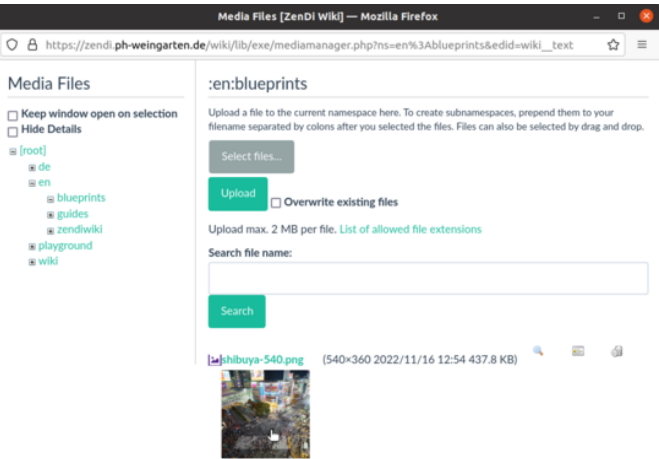 Media Files [ZenDi Wiki] — Mozilla Firefox
https://zendi.ph-weingarten.de/wiki/lib/exe/mediamanager.php?ns=en%3Ablueprints&edid=wiki__text
Media Files
Keep window open on selection
Hide Details
[root]
de
en
blueprints
guides
zendiwiki
playground
wiki
:en:blueprints
Upload a file to the current namespace here. To create subnamespaces, prepend them to your
filename separated by colons after you selected the files. Files can also be selected by drag and drop.
Select files...
Upload
Overwrite existing files
Upload max. 2 MB per file. List of allowed file extensions
Search file name:
Search
shibuya-540.png (540×360 2022/11/16 12:54 437.8 KB)